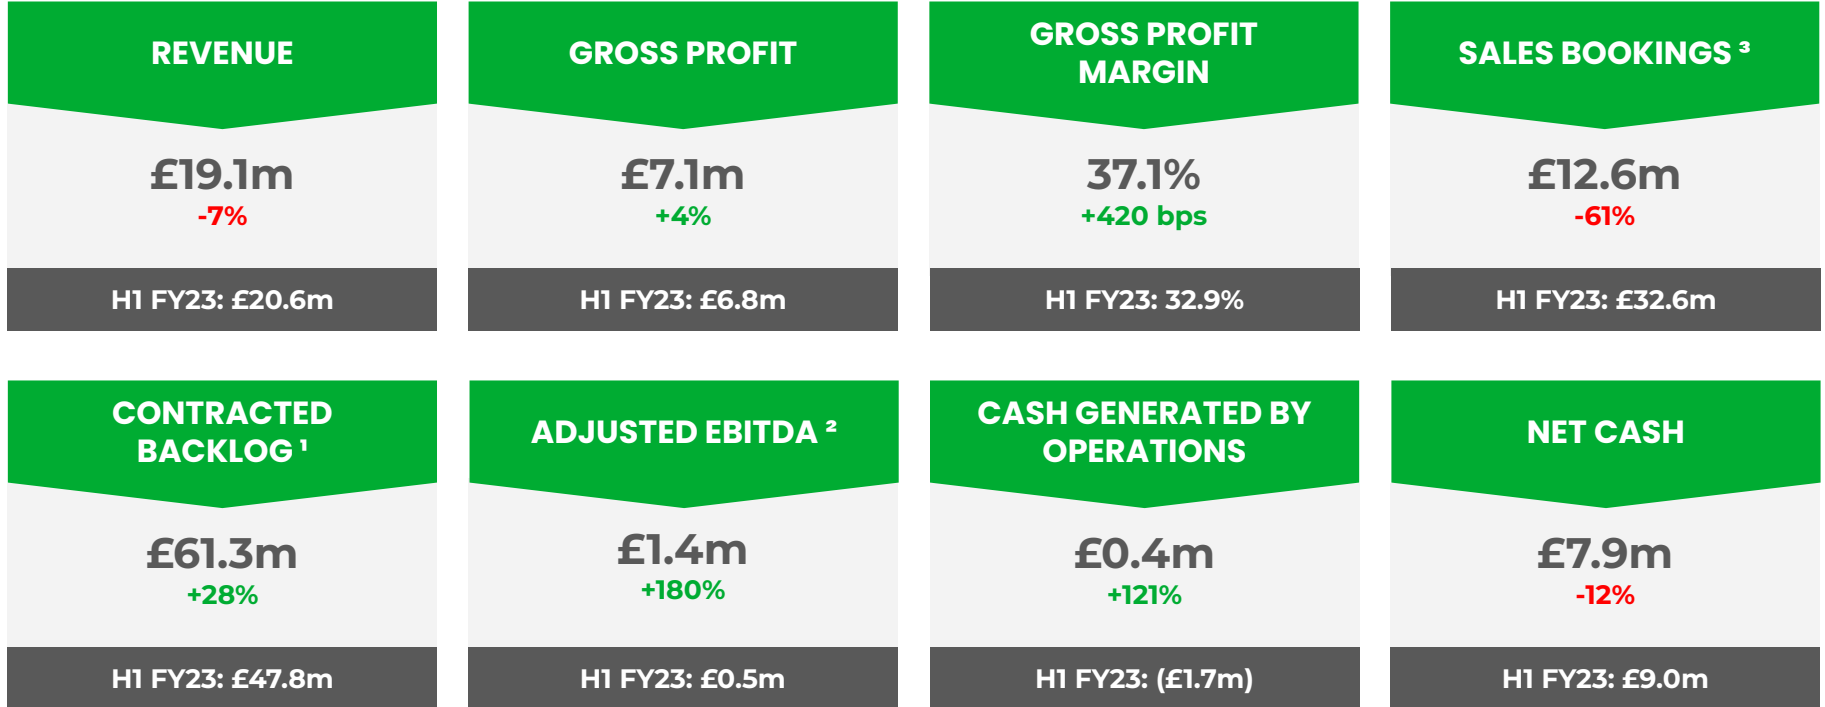 REVENUE
£19.1m
-7%
H1 FY23: £20.6m
GROSS PROFIT
£7.1m
+4%
H1 FY23: £6.8m
GROSS PROFIT
MARGIN
37.1%
+420 bps
H1 FY23: 32.9%
SALES BOOKINGS ³
£12.6m
-61%
H1 FY23: £32.6m
CONTRACTED
BACKLOG ¹
£61.3m
+28%
H1 FY23: £47.8m
ADJUSTED EBITDA ²
£1.4m
+180%
H1 FY23: £0.5m
CASH GENERATED BY
OPERATIONS
£0.4m
+121%
H1 FY23: (£1.7m)
NET CASH
£7.9m
-12%
H1 FY23: £9.0m